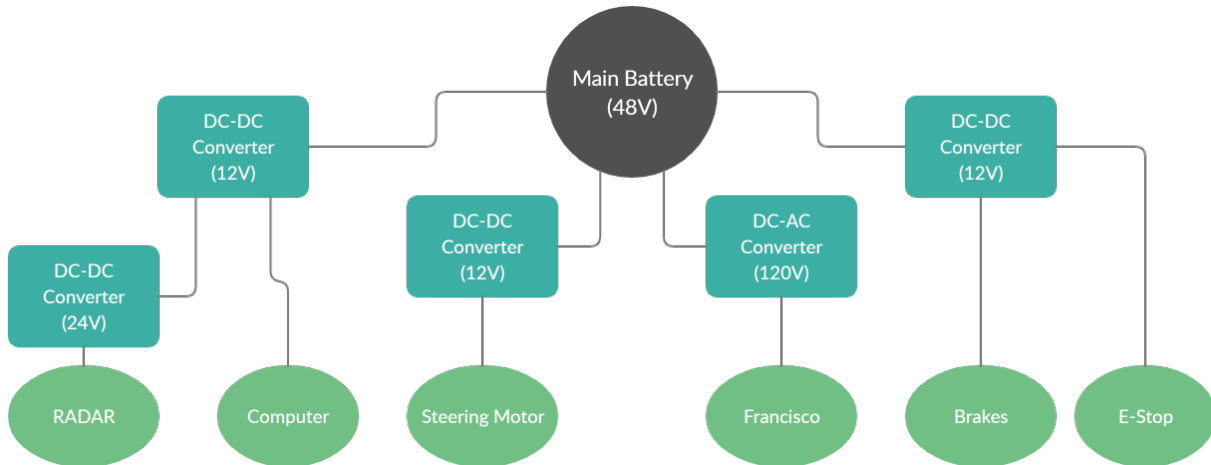 Main Battery
(48V)
DC-DC
Converter
(12V)
DC-DC
Converter
(12V)
DC-DC
Converter
(12V)
DC-AC
Converter
(120V)
DC-DC
Converter
(24V)
RADAR
Computer
Steering Motor
Francisco
Brakes
E-Stop